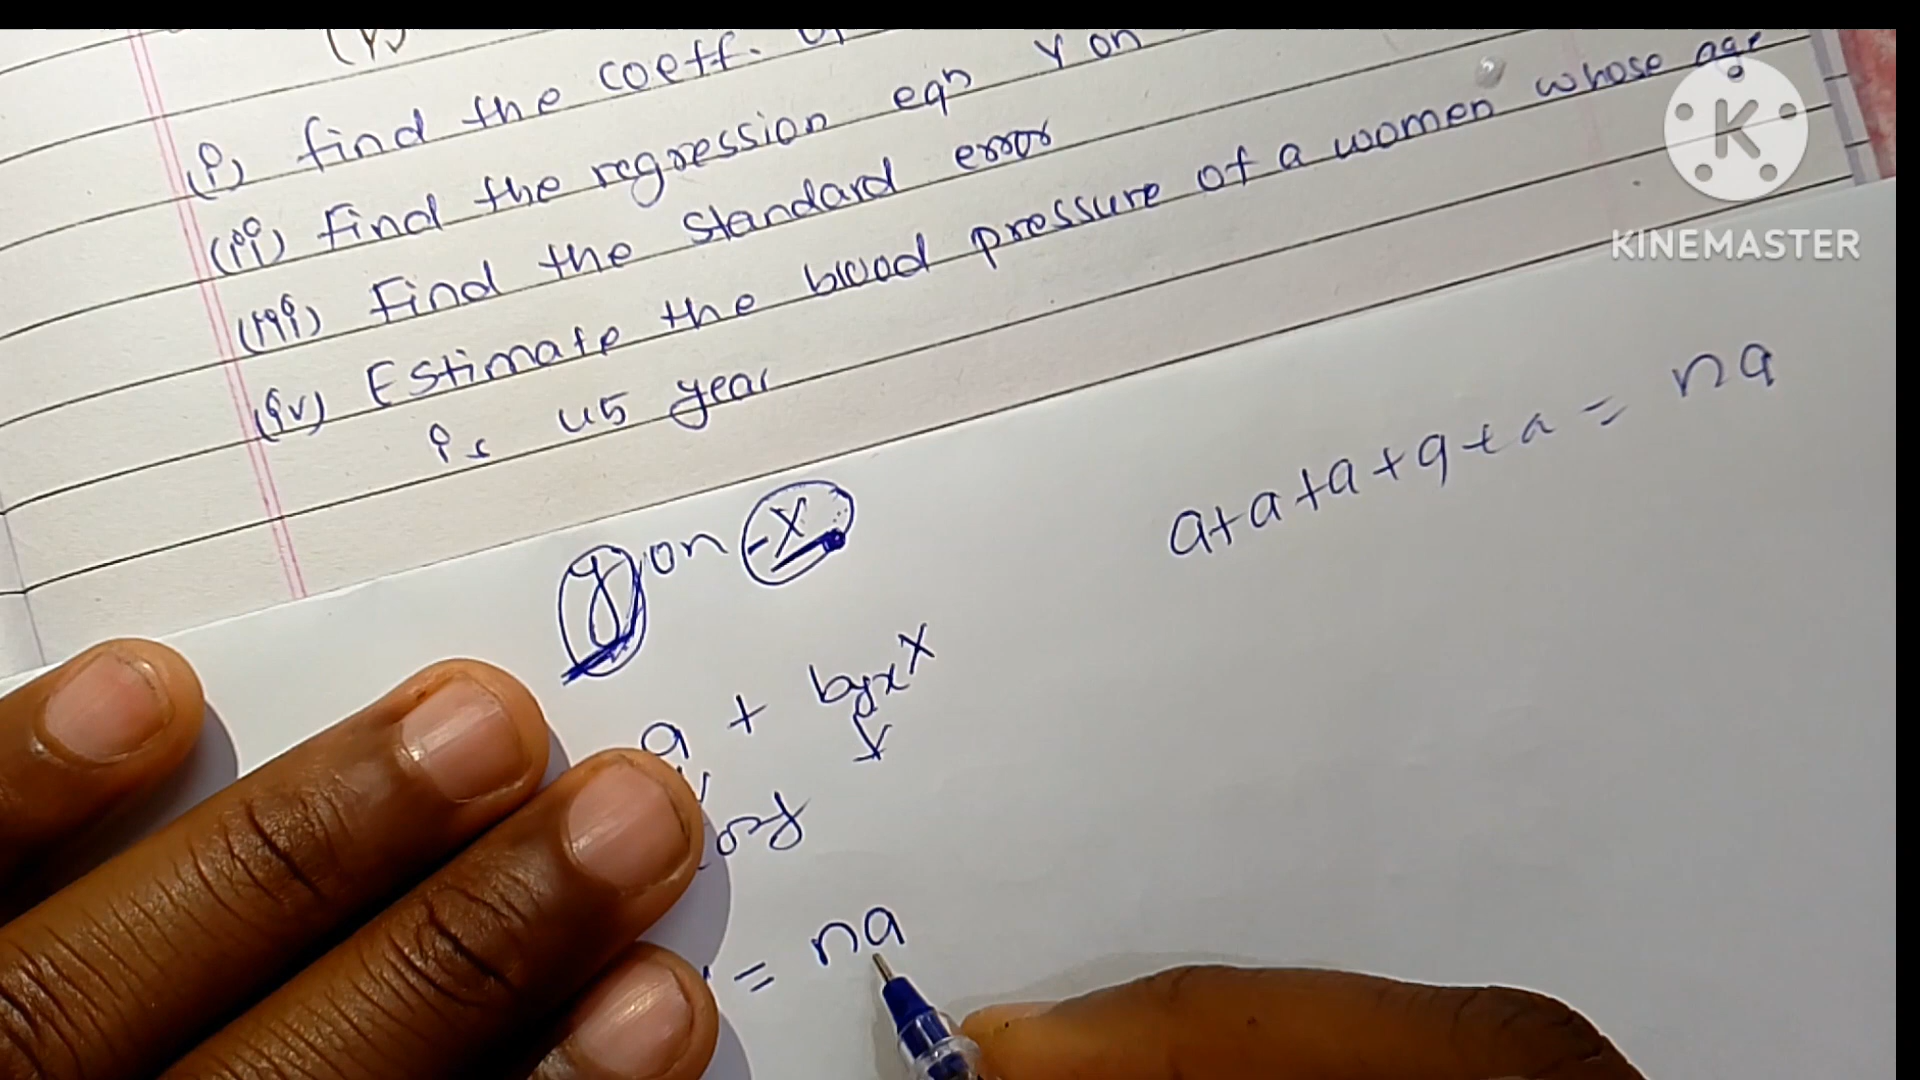 (Y)
(i) find the coeff.
(ii) Find the regression eqn Y on
(iii) Find the standard error
(iv) Estimate the blood pressure of a women whose age
is 45 year
KINEMASTER
a+a+a+a+a = na
y on x
a + byx x
= na